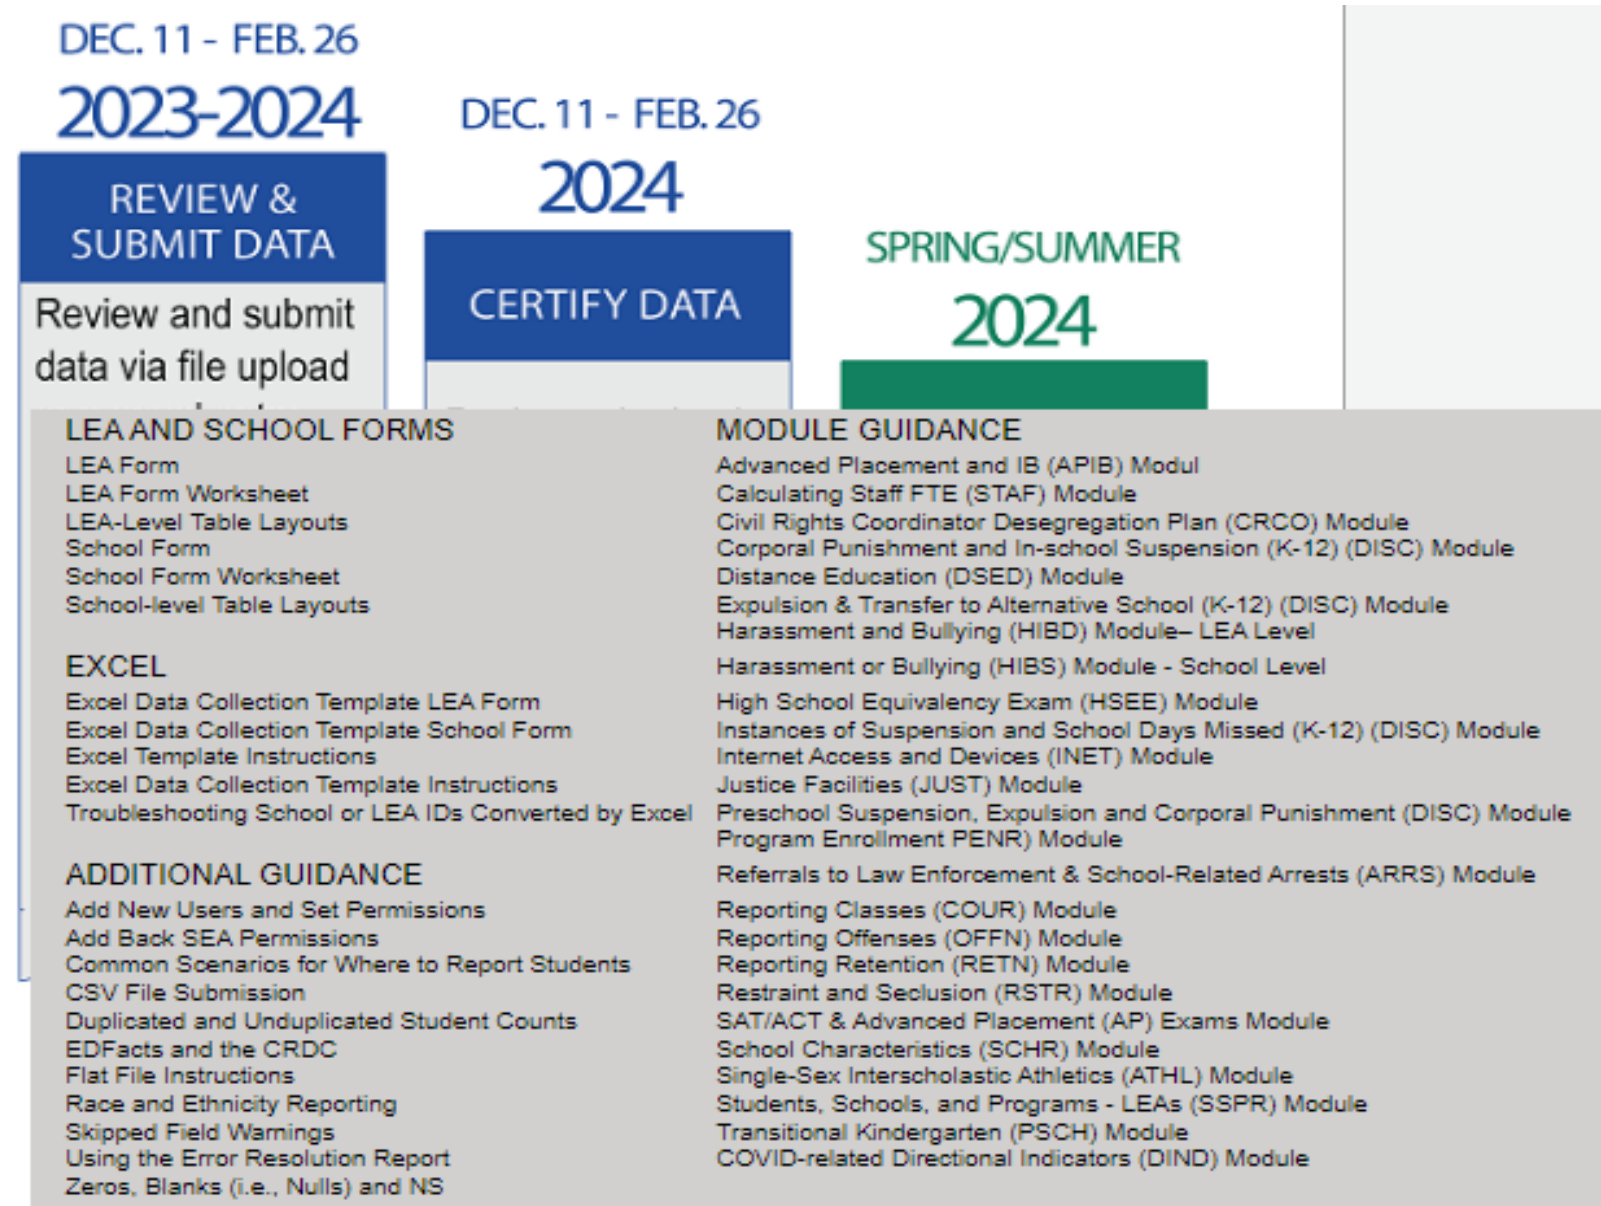 DEC. 11 - FEB. 26
2023-2024
REVIEW &
SUBMIT DATA
Review and submit
data via file upload
DEC. 11 - FEB. 26
2024
CERTIFY DATA
SPRING/SUMMER
2024
LEA AND SCHOOL FORMS
LEA Form
LEA Form Worksheet
LEA-Level Table Layouts
School Form
School Form Worksheet
School-level Table Layouts
EXCEL
Excel Data Collection Template LEA Form
Excel Data Collection Template School Form
Excel Template Instructions
Excel Data Collection Template Instructions
Troubleshooting School or LEA IDs Converted by Excel
ADDITIONAL GUIDANCE
Add New Users and Set Permissions
Add Back SEA Permissions
Common Scenarios for Where to Report Students
CSV File Submission
Duplicated and Unduplicated Student Counts
EDFacts and the CRDC
Flat File Instructions
Race and Ethnicity Reporting
Skipped Field Warnings
Using the Error Resolution Report
Zeros, Blanks (i.e., Nulls) and NS
MODULE GUIDANCE
Advanced Placement and IB (APIB) Modul
Calculating Staff FTE (STAF) Module
Civil Rights Coordinator Desegregation Plan (CRCO) Module
Corporal Punishment and In-school Suspension (K-12) (DISC) Module
Distance Education (DSED) Module
Expulsion & Transfer to Alternative School (K-12) (DISC) Module
Harassment and Bullying (HIBD) Module– LEA Level
Harassment or Bullying (HIBS) Module - School Level
High School Equivalency Exam (HSEE) Module
Instances of Suspension and School Days Missed (K-12) (DISC) Module
Internet Access and Devices (INET) Module
Justice Facilities (JUST) Module
Preschool Suspension, Expulsion and Corporal Punishment (DISC) Module
Program Enrollment PENR) Module
Referrals to Law Enforcement & School-Related Arrests (ARRS) Module
Reporting Classes (COUR) Module
Reporting Offenses (OFFN) Module
Reporting Retention (RETN) Module
Restraint and Seclusion (RSTR) Module
SAT/ACT & Advanced Placement (AP) Exams Module
School Characteristics (SCHR) Module
Single-Sex Interscholastic Athletics (ATHL) Module
Students, Schools, and Programs - LEAs (SSPR) Module
Transitional Kindergarten (PSCH) Module
COVID-related Directional Indicators (DIND) Module